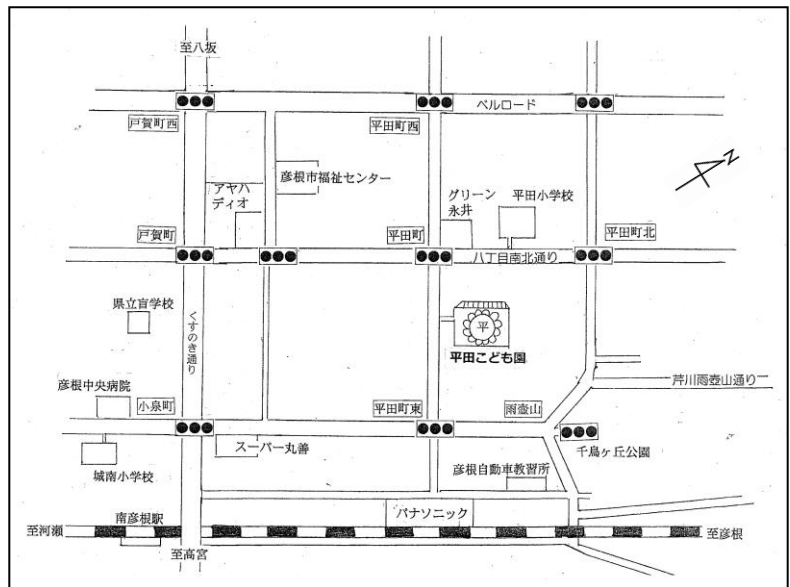 至八坂
ベルロード
戸賀町西
平田町西
N
彦根市福祉センター
アヤハ
ディオ
グリーン
永井
平田小学校
戸賀町
平田町
平田町北
八丁目南北通り
県立盲学校
くすのき通り
平
平田こども園
彦根中央病院
小泉町
平田町東
雨壺山
芹川雨壺山通り
スーパー丸善
千鳥ヶ丘公園
城南小学校
彦根自動車教習所
南彦根駅
パナソニック
至河瀬
至彦根
至高宮